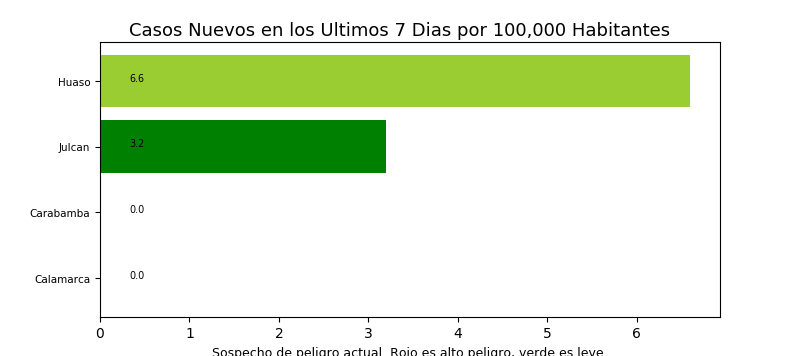 Casos Nuevos en los Ultimos 7 Dias por 100,000 Habitantes
Huaso 6.6
Julcan 3.2
Carabamba 0.0
Calamarca 0.0
0 1 2 3 4 5 6
Sospecho de peligro actual. Rojo es alto peligro, verde es leve